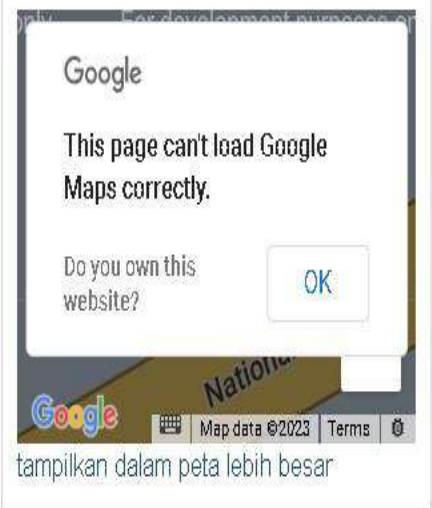 only For development purposes on
Google
This page can't load Google
Maps correctly.
Do you own this
website?
OK
Nationa
Google
Map data ©2023 Terms
tampilkan dalam peta lebih besar